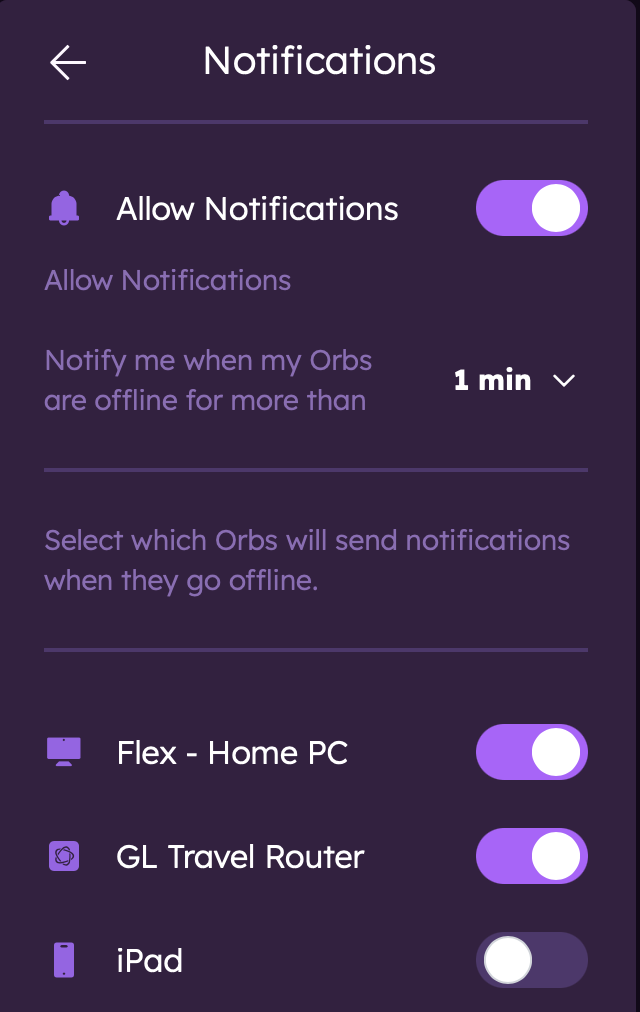 Notifications
Allow Notifications
Allow Notifications
Notify me when my Orbs
are offline for more than
1 min
Select which Orbs will send notifications
when they go offline.
Flex - Home PC
GL Travel Router
iPad